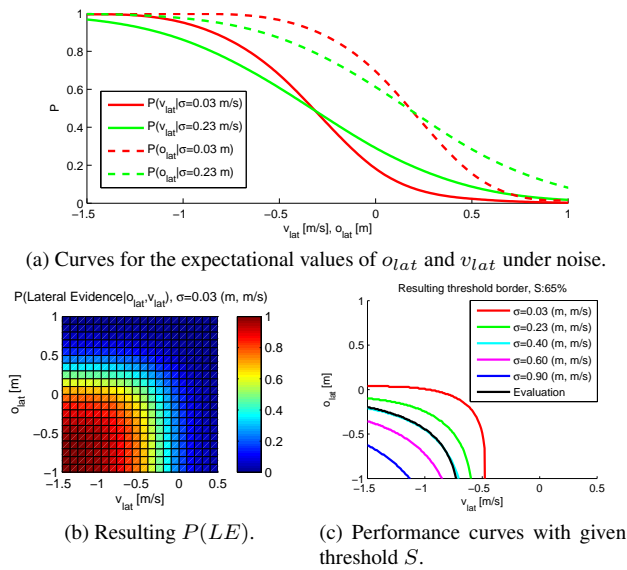 1
0.8
0.6
0.4
0.2
0
P
P(v_lat|σ=0.03 m/s)
P(v_lat|σ=0.23 m/s)
P(o_lat|σ=0.03 m)
P(o_lat|σ=0.23 m)
−1.5 −1 −0.5 0 0.5 1
v_lat [m/s], o_lat [m]
(a) Curves for the expectational values of o_lat and v_lat under noise.
P(Lateral Evidence|o_lat,v_lat), σ=0.03 (m, m/s)
1
0.5
0
−0.5
−1
o_lat [m]
−1.5 −1 −0.5 0 0.5
v_lat [m/s]
1
0.8
0.6
0.4
0.2
0
(b) Resulting P(LE).
Resulting threshold border, S:65%
1
0.5
0
−0.5
−1
o_lat [m]
σ=0.03 (m, m/s)
σ=0.23 (m, m/s)
σ=0.40 (m, m/s)
σ=0.60 (m, m/s)
σ=0.90 (m, m/s)
Evaluation
−1.5 −1 −0.5 0 0.5
v_lat [m/s]
(c) Performance curves with given
threshold S.